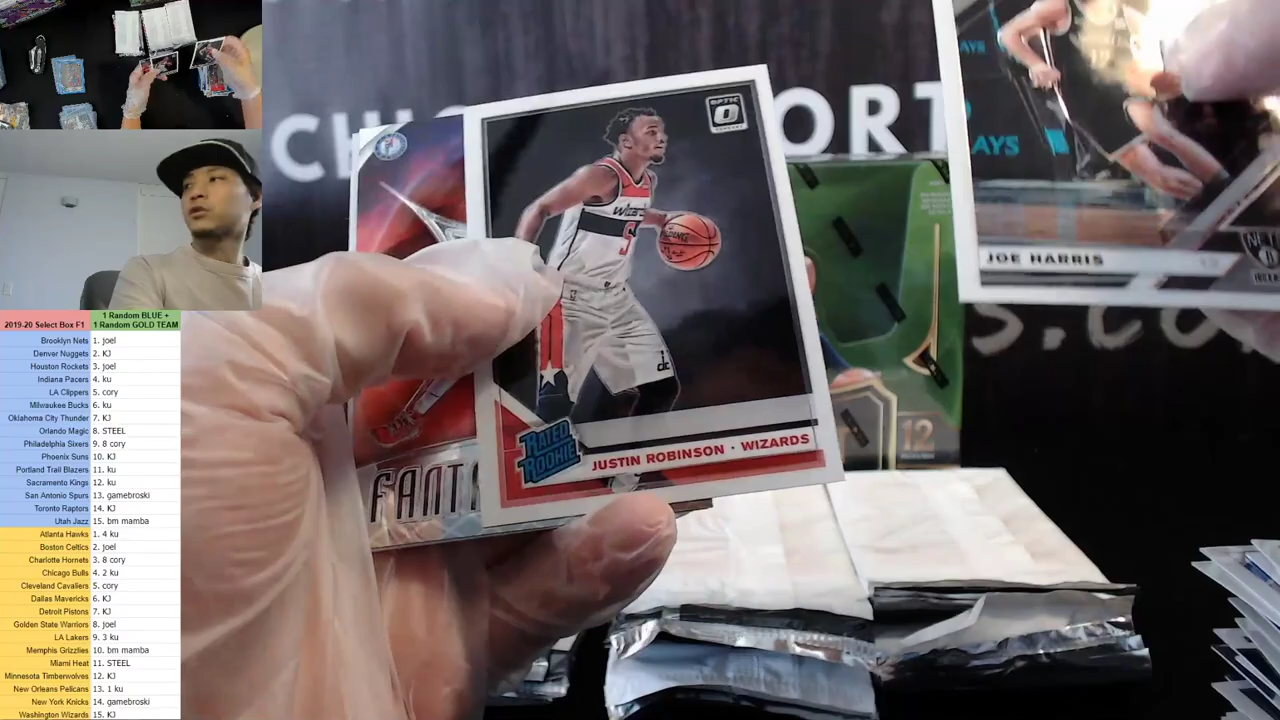 2019-20 Select Box F1
1 Random BLUE +
1 Random GOLD TEAM
Brooklyn Nets 1. joel
Denver Nuggets 2. KJ
Houston Rockets 3. joel
Indiana Pacers 4. ku
LA Clippers 5. cory
Milwaukee Bucks 6. ku
Oklahoma City Thunder 7. KJ
Orlando Magic 8. STEEL
Philadelphia Sixers 9. 8 cory
Phoenix Suns 10. KJ
Portland Trail Blazers 11. ku
Sacramento Kings 12. ku
San Antonio Spurs 13. gamebroski
Toronto Raptors 14. KJ
Utah Jazz 15. bm mamba
Atlanta Hawks 1. 4 ku
Boston Celtics 2. joel
Charlotte Hornets 3. 8 cory
Chicago Bulls 4. 2 ku
Cleveland Cavaliers 5. cory
Dallas Mavericks 6. KJ
Detroit Pistons 7. KJ
Golden State Warriors 8. joel
LA Lakers 9. 3 ku
Memphis Grizzlies 10. bm mamba
Miami Heat 11. STEEL
Minnesota Timberwolves 12. KJ
New Orleans Pelicans 13. 1 ku
New York Knicks 14. gamebroski
Washington Wizards 15. KJ
OPTIC
RATED
ROOKIE
JUSTIN ROBINSON · WIZARDS
JOE HARRIS
AYS
12